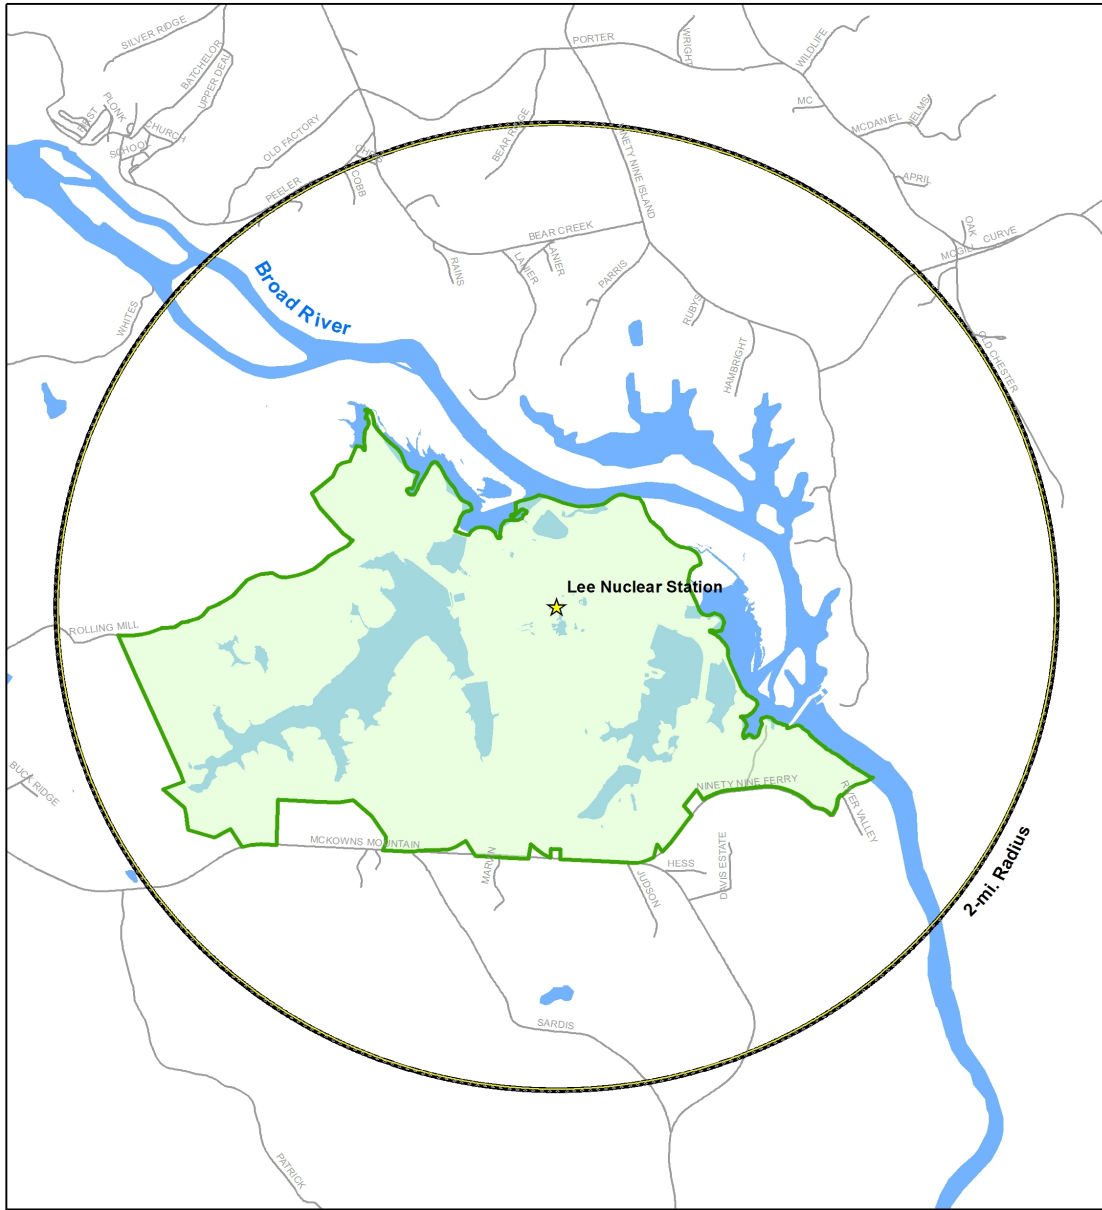 SILVER RIDGE
BATCHELOR
UPPER DEAL
PLONK
CHURCH
SCHOOL
OLD FACTORY
PEELER
COBB
BEAR RIDGE
PORTER
WRIGHT
WILDLIFE
MC
MCDANIEL
HELMS
APRIL
OAK
CURVE
NINETY NINE ISLAND
BEAR CREEK
RAINS
LANIER
LANIER
PARRIS
RUBYS
HAMBRIGHT
OLD CHESTER
WHITES
Broad River
Lee Nuclear Station
ROLLING MILL
BUCK RIDGE
NINETY NINE FERRY
RIVER VALLEY
MCKOWNS MOUNTAIN
MARTIN
HESS
DAVIS ESTATE
JUDSON
2-mi. Radius
SARDIS
PATRICK